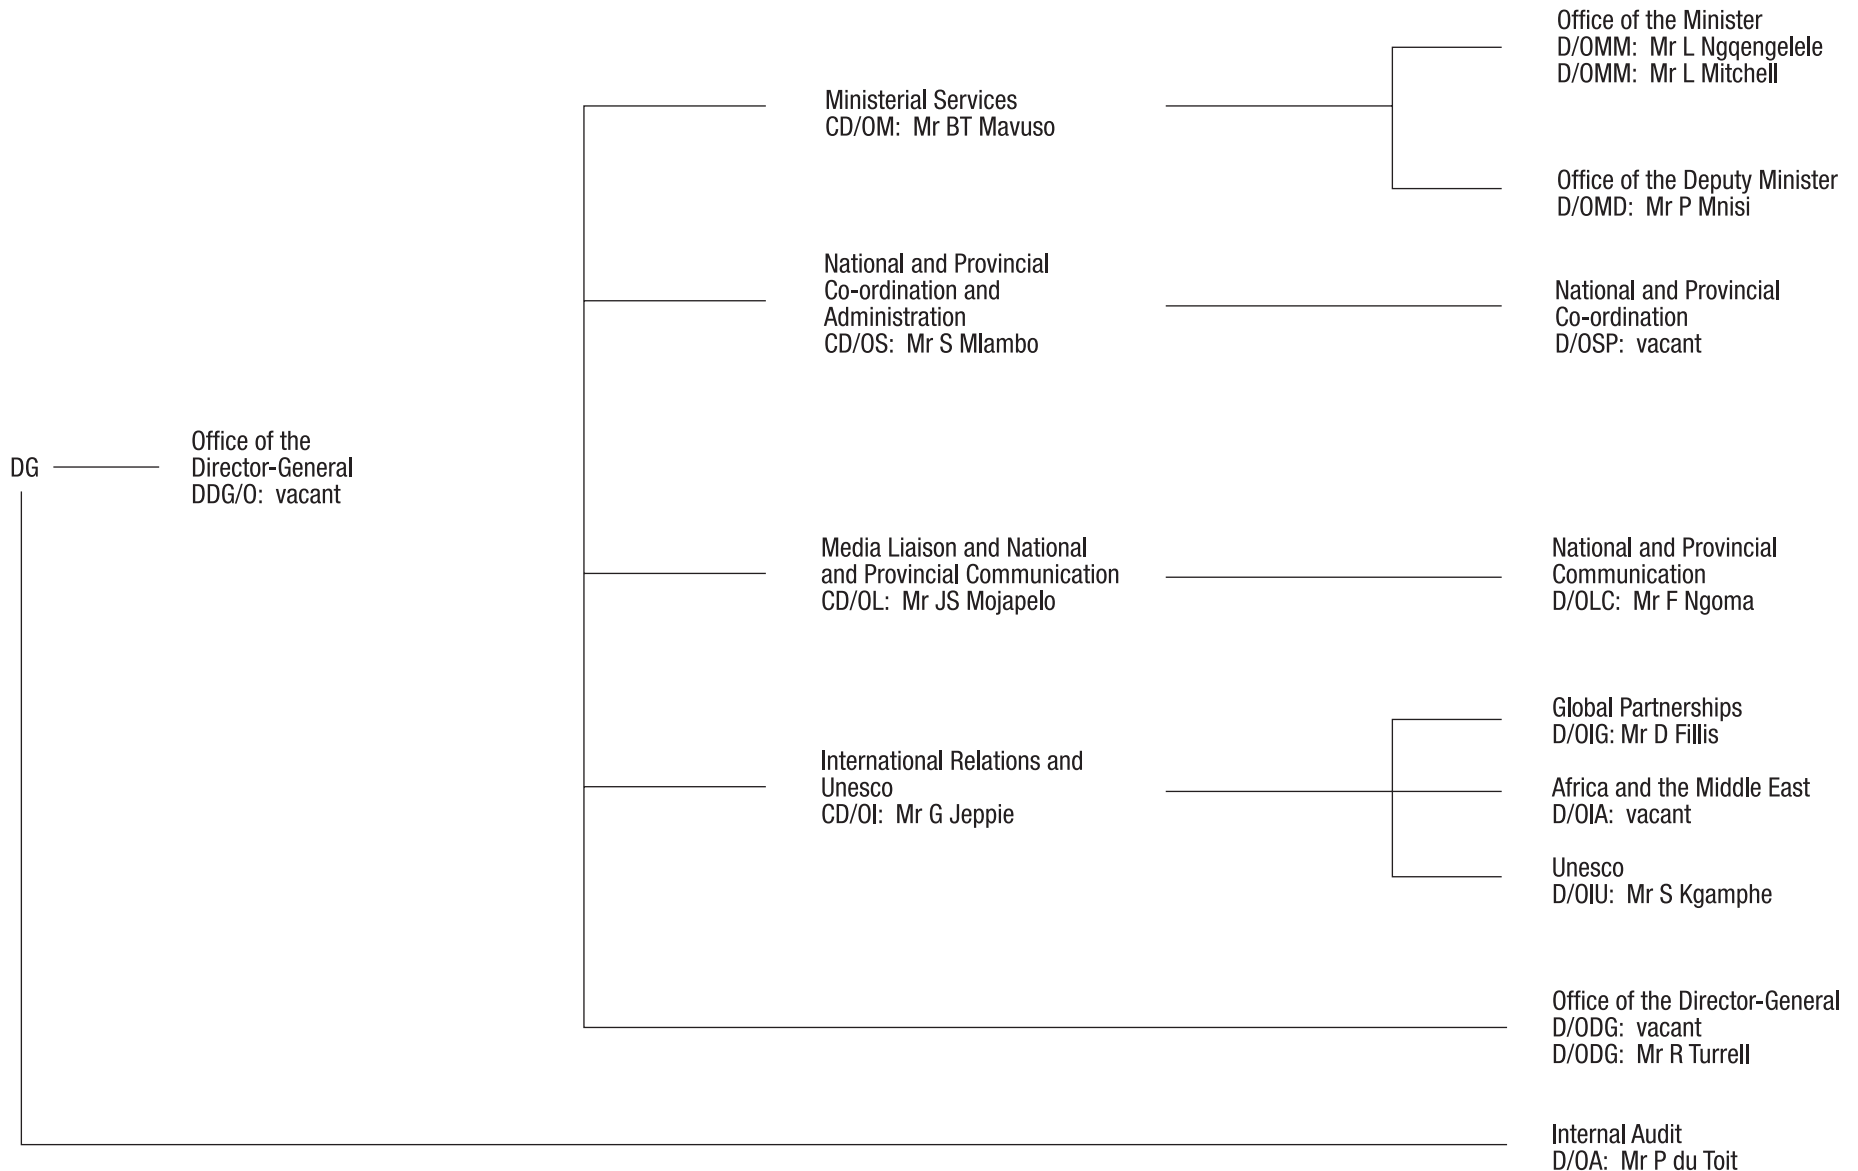 DG
Office of the
Director-General
DDG/O: vacant
Ministerial Services
CD/OM: Mr BT Mavuso
National and Provincial
Co-ordination and
Administration
CD/OS: Mr S Mlambo
Media Liaison and National
and Provincial Communication
CD/OL: Mr JS Mojapelo
International Relations and
Unesco
CD/OI: Mr G Jeppie
Office of the Minister
D/OMM: Mr L Ngqengelele
D/OMM: Mr L Mitchell
Office of the Deputy Minister
D/OMD: Mr P Mnisi
National and Provincial
Co-ordination
D/OSP: vacant
National and Provincial
Communication
D/OLC: Mr F Ngoma
Global Partnerships
D/OIG: Mr D Fillis
Africa and the Middle East
D/OIA: vacant
Unesco
D/OIU: Mr S Kgamphe
Office of the Director-General
D/ODG: vacant
D/ODG: Mr R Turrell
Internal Audit
D/OA: Mr P du Toit